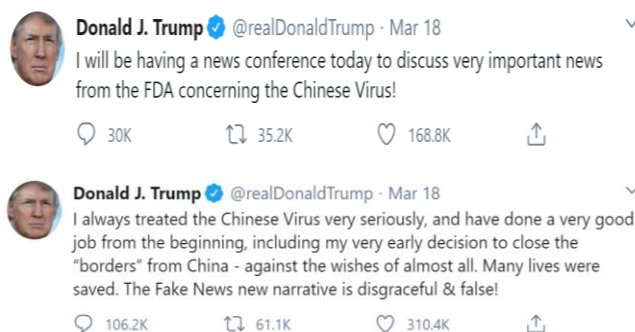 Donald J. Trump @realDonaldTrump · Mar 18
I will be having a news conference today to discuss very important news
from the FDA concerning the Chinese Virus!
30K 35.2K 168.8K
Donald J. Trump @realDonaldTrump · Mar 18
I always treated the Chinese Virus very seriously, and have done a very good
job from the beginning, including my very early decision to close the
“borders” from China - against the wishes of almost all. Many lives were
saved. The Fake News new narrative is disgraceful & false!
106.2K 61.1K 310.4K